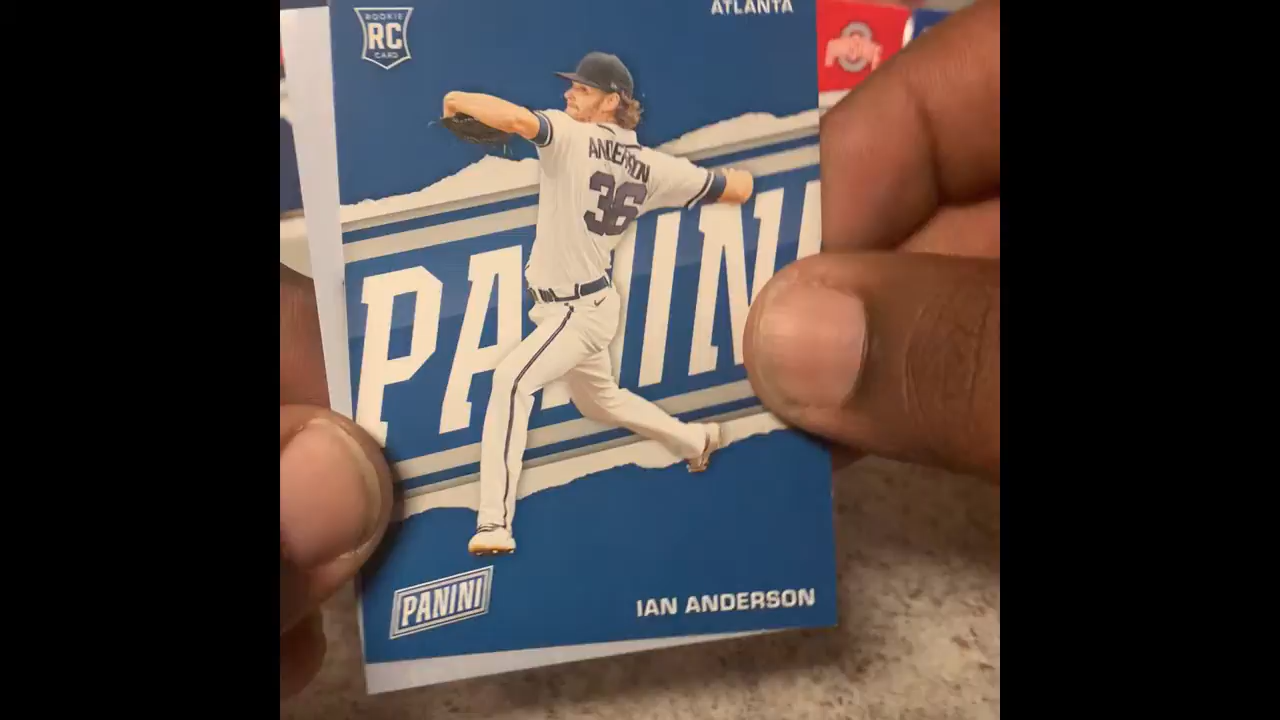 ROOKIE
RC
CARD
ATLANTA
ANDERSON
36
PANINI
PANINI
IAN ANDERSON